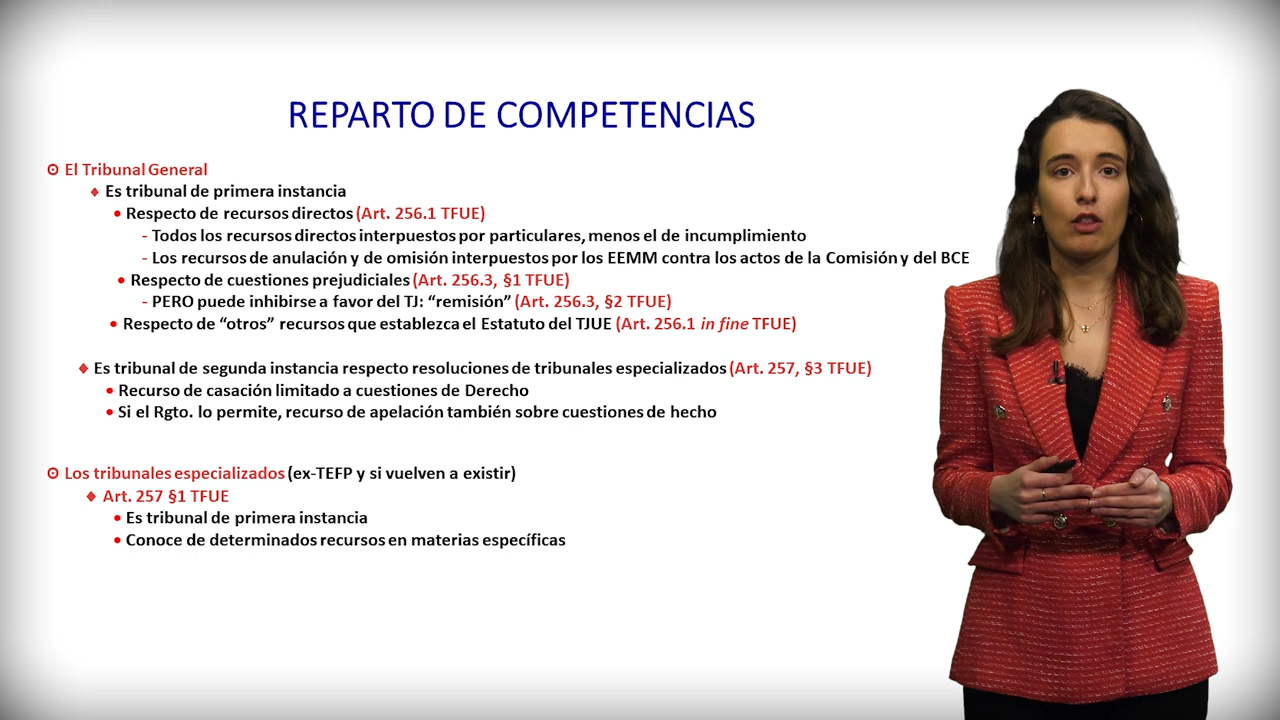 REPARTO DE COMPETENCIAS
El Tribunal General
Es tribunal de primera instancia
Respecto de recursos directos (Art. 256.1 TFUE)
- Todos los recursos directos interpuestos por particulares, menos el de incumplimiento
- Los recursos de anulación y de omisión interpuestos por los EEMM contra los actos de la Comisión y del BCE
Respecto de cuestiones prejudiciales (Art. 256.3, §1 TFUE)
- PERO puede inhibirse a favor del TJ: “remisión” (Art. 256.3, §2 TFUE)
Respecto de “otros” recursos que establezca el Estatuto del TJUE (Art. 256.1 in fine TFUE)
Es tribunal de segunda instancia respecto resoluciones de tribunales especializados (Art. 257, §3 TFUE)
Recurso de casación limitado a cuestiones de Derecho
Si el Rgto. lo permite, recurso de apelación también sobre cuestiones de hecho
Los tribunales especializados (ex-TEFP y si vuelven a existir)
Art. 257 §1 TFUE
Es tribunal de primera instancia
Conoce de determinados recursos en materias específicas